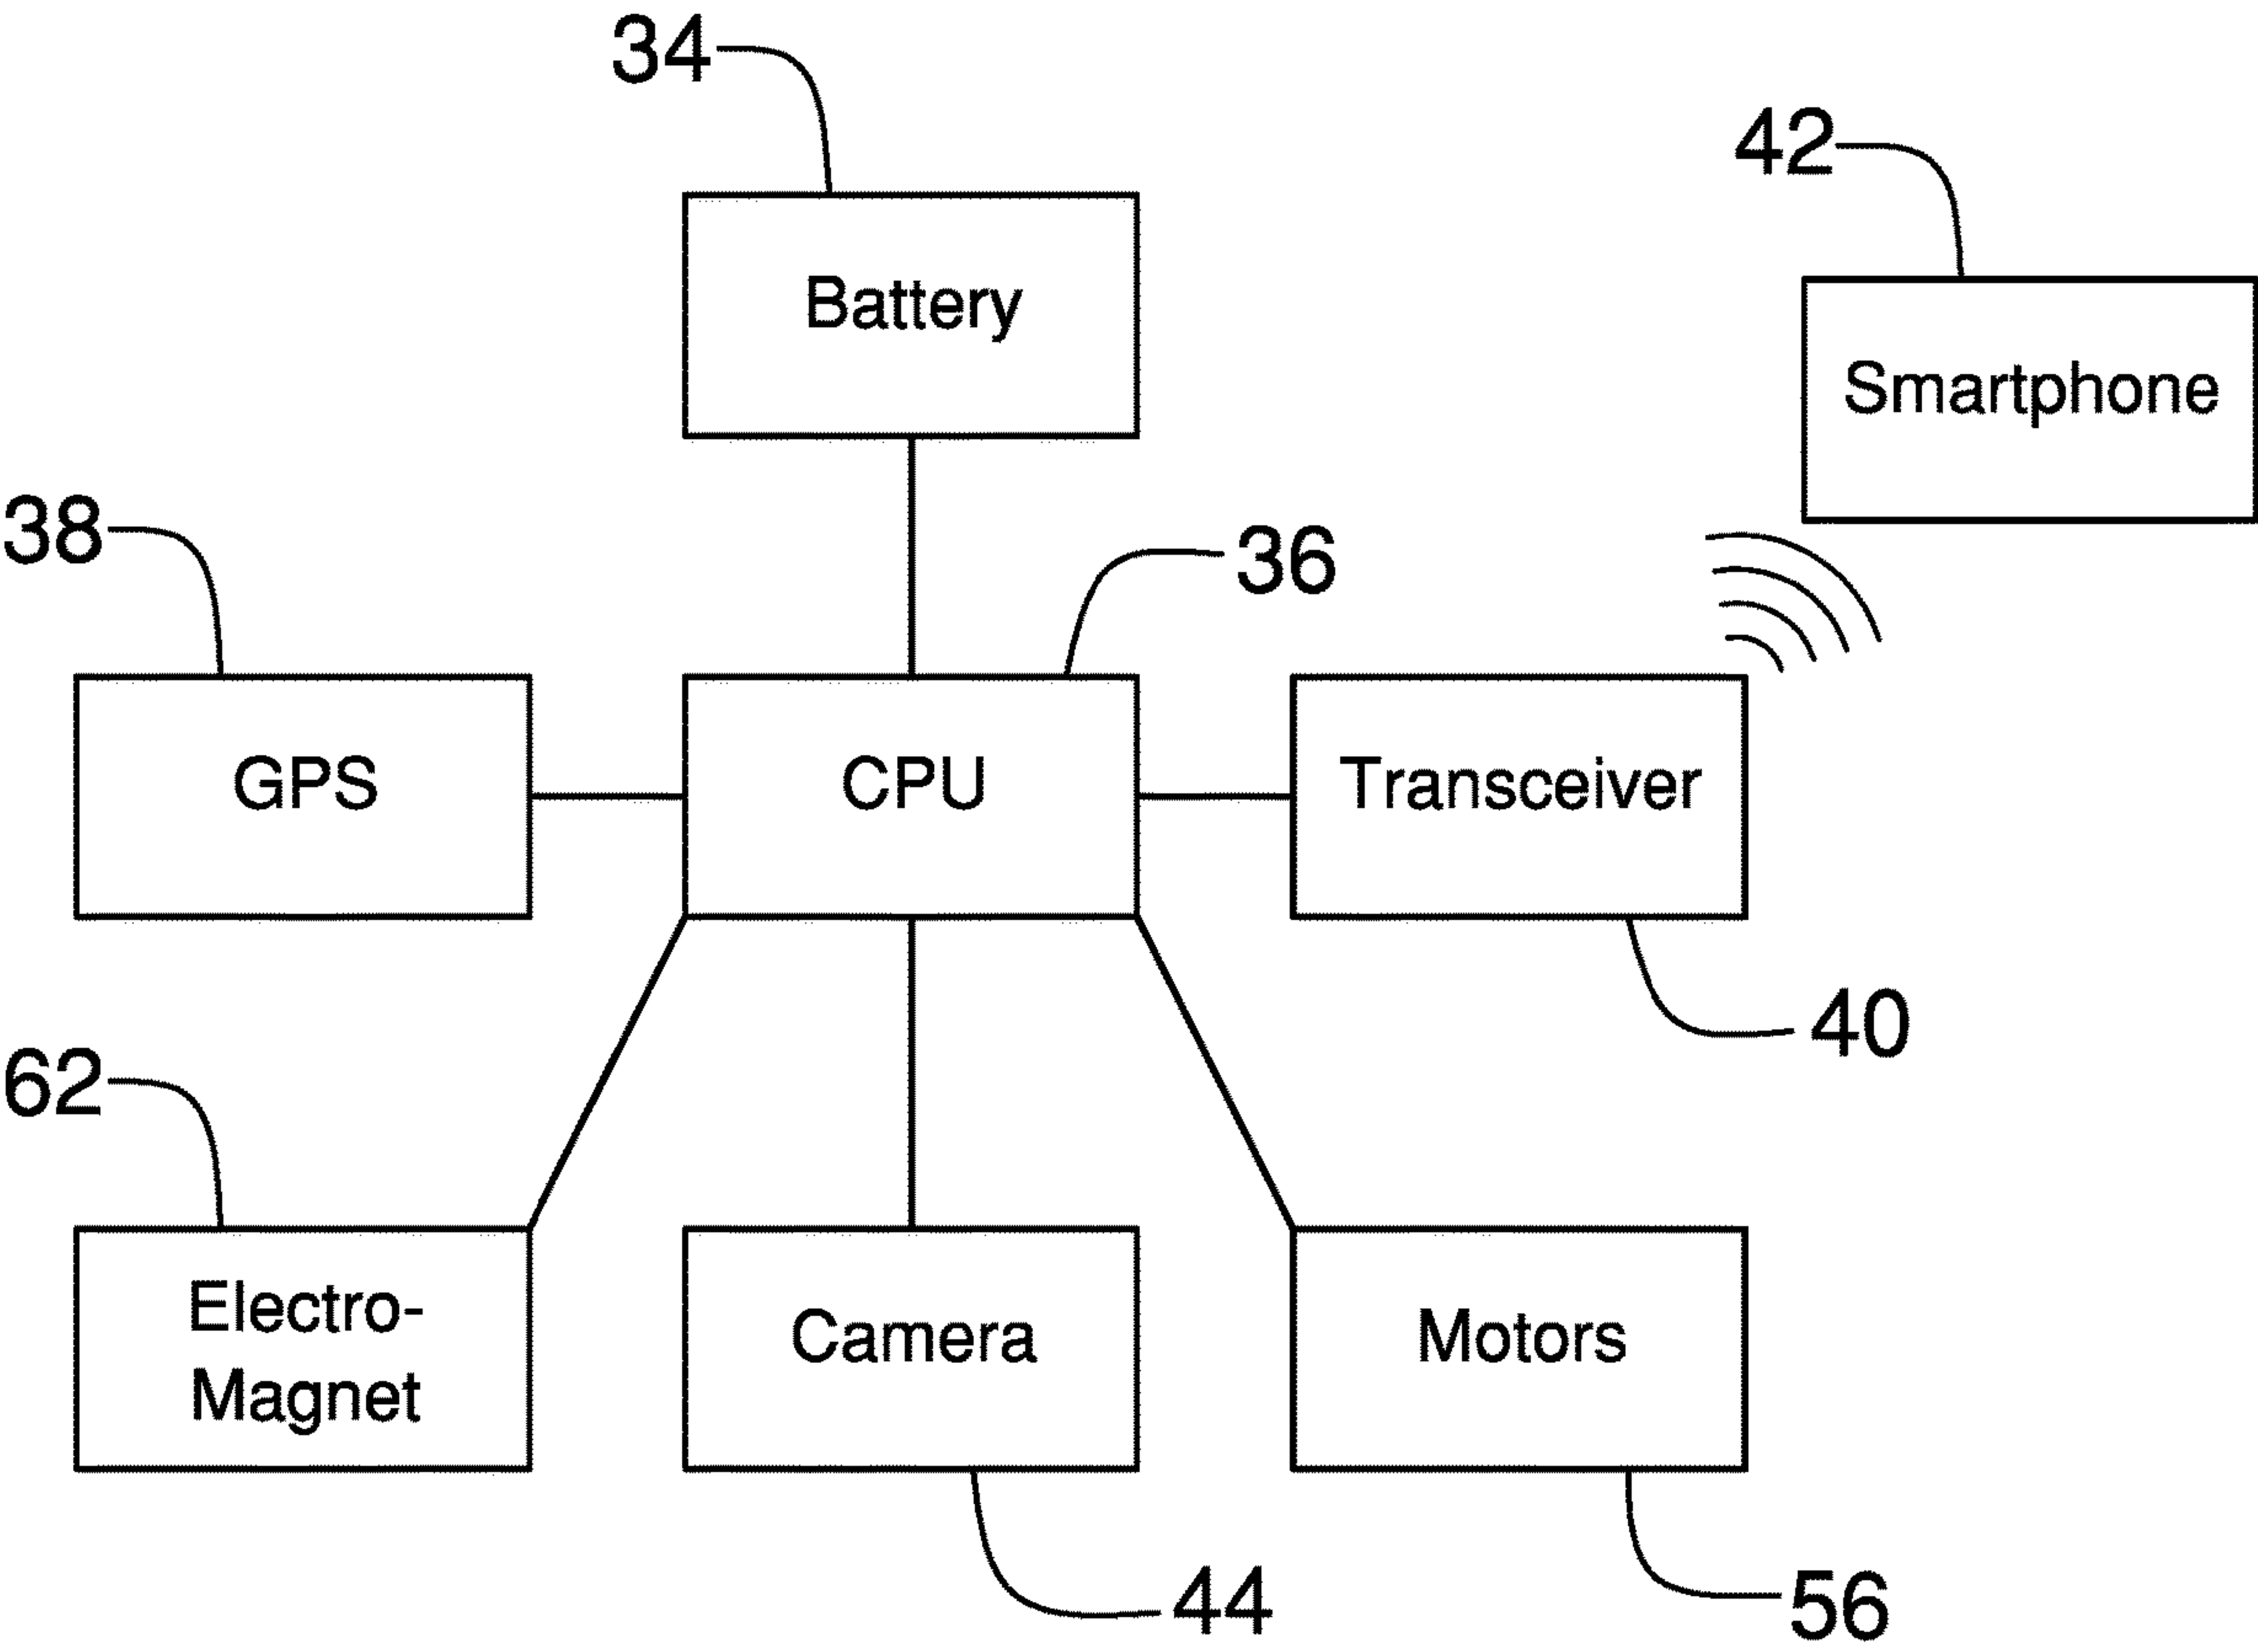 34
42
Battery
Smartphone
38
36
GPS
CPU
Transceiver
40
62
Electro-
Magnet
Camera
Motors
44
56